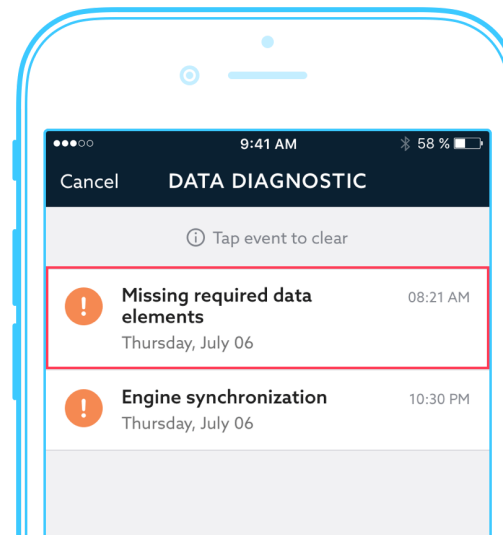 9:41 AM
58 %
Cancel
DATA DIAGNOSTIC
Tap event to clear
Missing required data
elements
08:21 AM
Thursday, July 06
Engine synchronization
10:30 PM
Thursday, July 06